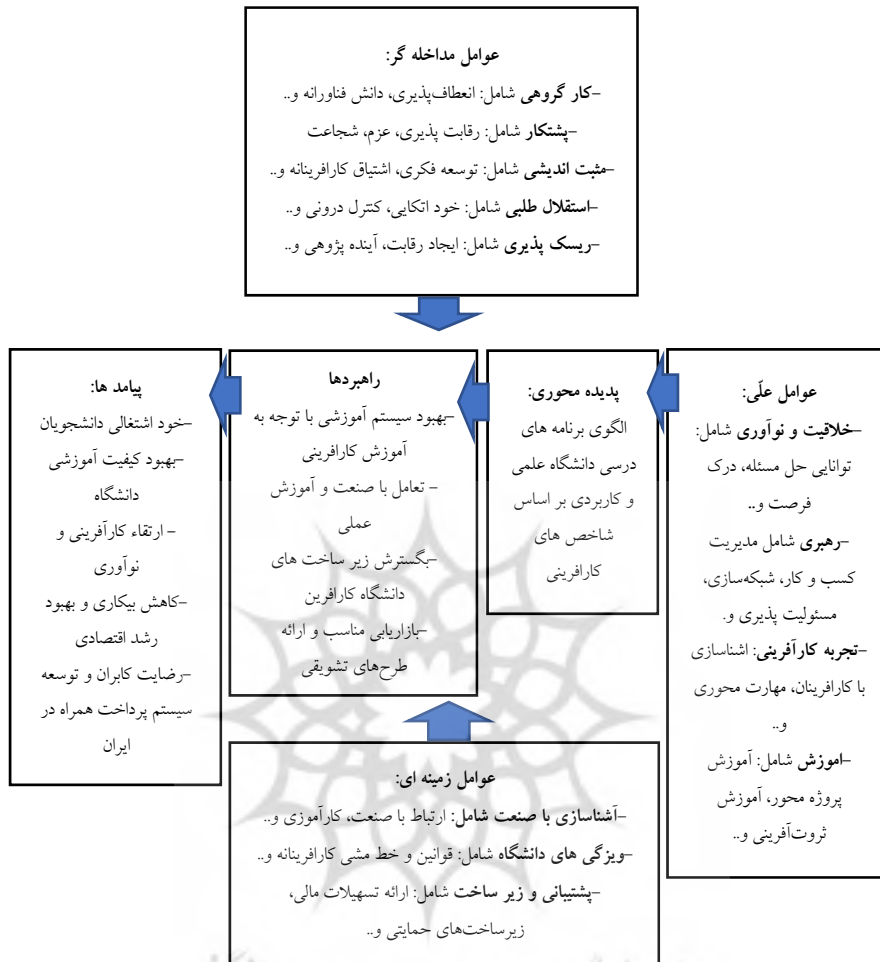 عوامل مداخله گر:
-کار گروهی شامل: انعطاف‌پذیری، دانش فناورانه و..
-پشتکار شامل: رقابت پذیری، عزم، شجاعت
-مثبت اندیشی شامل: توسعه فکری، اشتیاق کارافرینانه و..
-استقلال طلبی شامل: خود اتکایی، کنترل درونی و..
-ریسک پذیری شامل: ایجاد رقابت، آینده پژوهی و..
عوامل علّی:
-خلاقیت و نوآوری شامل:
توانایی حل مسئله، درک
فرصت و..
-رهبری شامل مدیریت
کسب و کار، شبکه‌سازی،
مسئولیت پذیری و.
-تجربه کارآفرینی: اشناسازی
با کارافرینان، مهارت محوری
و..
-اموزش شامل: آموزش
پروژه محور، آموزش
ثروت‌آفرینی و..
پدیده محوری:
الگوی برنامه های
درسی دانشگاه علمی
و کاربردی بر اساس
شاخص های
کارافرینی
راهبردها
-بهبود سیستم آموزشی با توجه به
آموزش کارافرینی
- تعامل با صنعت و آموزش
عملی
-بگسترش زیر ساخت های
دانشگاه کارافرین
-بازاریابی مناسب و ارائه
طرح‌های تشویقی
پیامد ها:
-خود اشتغالی دانشجویان
-بهبود کیفیت آموزشی
دانشگاه
- ارتقاء کارآفرینی و
نوآوری
-کاهش بیکاری و بهبود
رشد اقتصادی
-رضایت کابران و توسعه
سیستم پرداخت همراه در
ایران
عوامل زمینه ای:
-آشناسازی با صنعت شامل: ارتباط با صنعت، کارآموزی و..
-ویزگی های دانشگاه شامل: قوانین و خط مشی کارافرینانه و..
-پشتیبانی و زیر ساخت شامل: ارائه تسهیلات مالی،
زیرساخت‌های حمایتی و..